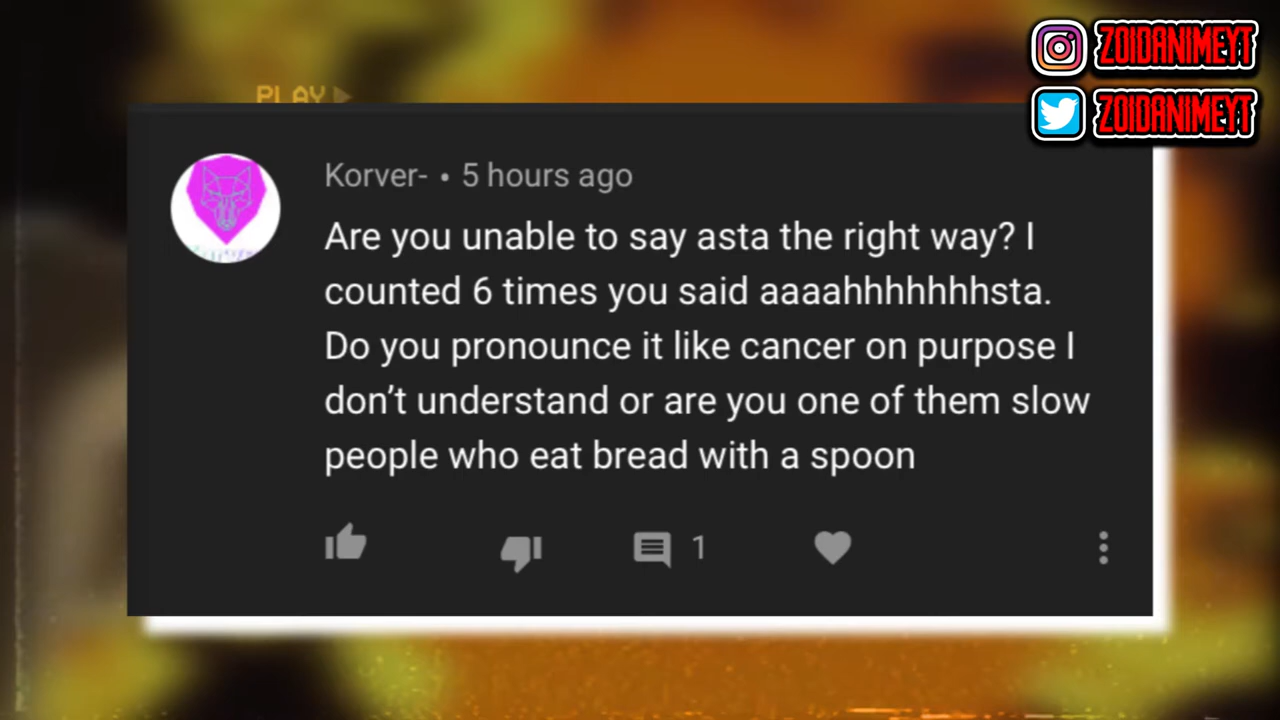 ZOIDANIMEYT
ZOIDANIMEYT
PLAY
Korver- • 5 hours ago
Are you unable to say asta the right way? I
counted 6 times you said aaaahhhhhhhsta.
Do you pronounce it like cancer on purpose I
don’t understand or are you one of them slow
people who eat bread with a spoon
1